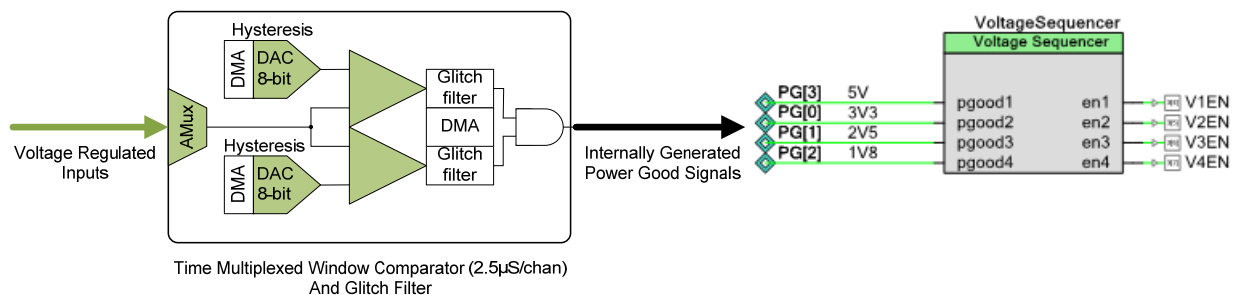 Voltage Regulated
Inputs
AMux
Hysteresis
DMA
DAC
8-bit
Hysteresis
DMA
DAC
8-bit
Glitch
filter
DMA
Glitch
filter
Time Multiplexed Window Comparator (2.5µS/chan)
And Glitch Filter
Internally Generated
Power Good Signals
VoltageSequencer
Voltage Sequencer
PG[3] 5V
PG[0] 3V3
PG[1] 2V5
PG[2] 1V8
pgood1 en1 V1EN
pgood2 en2 V2EN
pgood3 en3 V3EN
pgood4 en4 V4EN